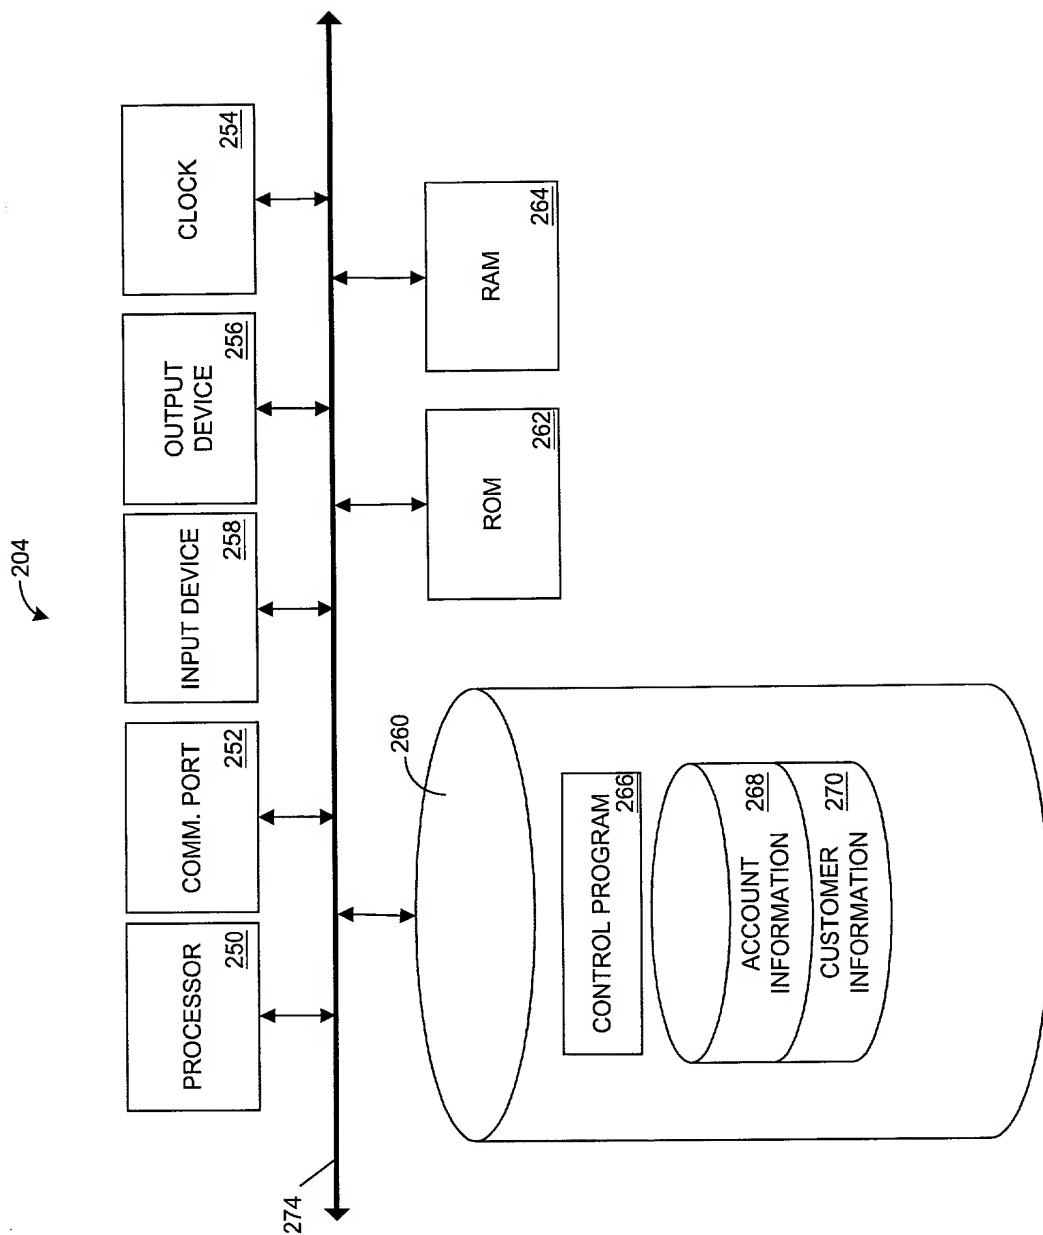 204
PROCESSOR
250
COMM. PORT
252
INPUT DEVICE
258
OUTPUT
DEVICE
256
CLOCK
254
274
260
ROM
262
RAM
264
CONTROL PROGRAM
266
ACCOUNT
INFORMATION
268
CUSTOMER
INFORMATION
270